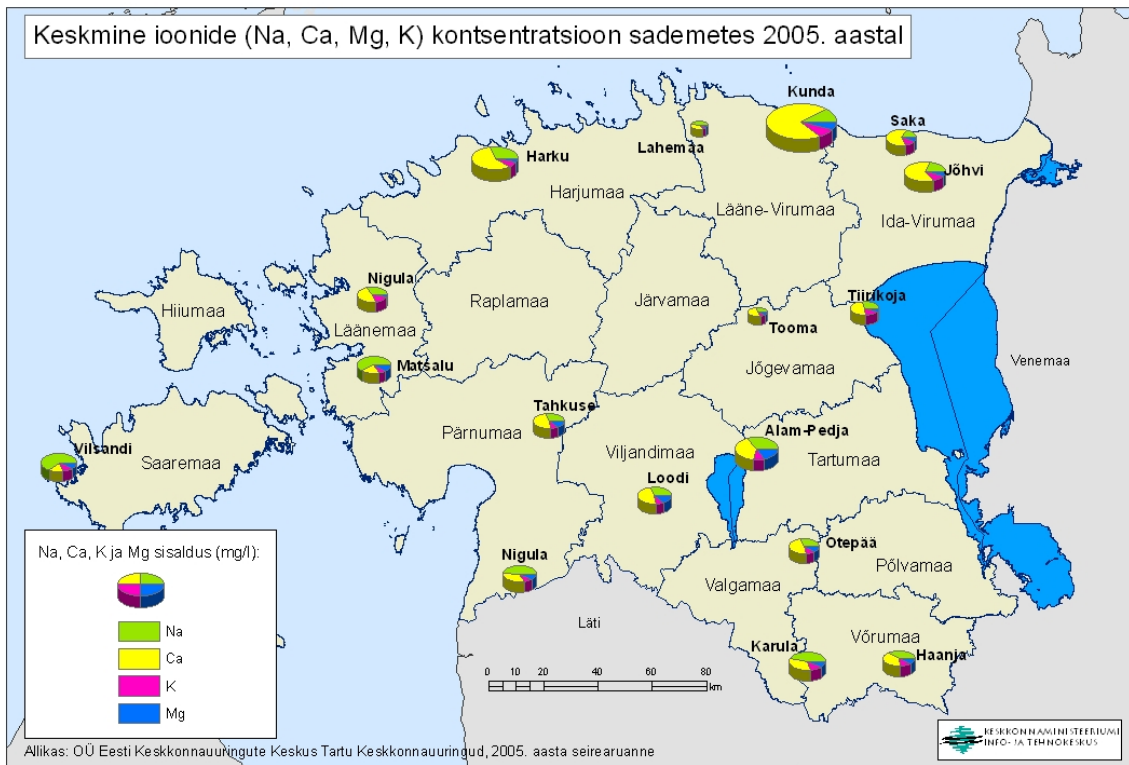 Keskmine ioonide (Na, Ca, Mg, K) kontsentratsioon sademetes 2005. aastal
Kunda
Saka
Lahemaa
Harku
Jõhvi
Harjumaa
Lääne-Virumaa
Ida-Virumaa
Nigula
Raplamaa
Järvamaa
Tiirikoja
Hiiumaa
Läänemaa
Tooma
Venemaa
Matsalu
Jõgevamaa
Tahkuse
Pärnumaa
Alam-Pedja
Vilsandi
Saaremaa
Viljandimaa
Tartumaa
Loodi
Na, Ca, K ja Mg sisaldus (mg/l):
Nigula
Otepää
Valgamaa
Põlvamaa
Läti
Na
Ca
K
Mg
Võrumaa
Karula
Haanja
0 20 40 60 80
km
Allikas: OÜ Eesti Keskkonnauuringute Keskus Tartu Keskkonnauuringud, 2005. aasta seirearuanne
KESKKONNAMINISTEERIUMI
INFO- JA TEHNOKESKUS